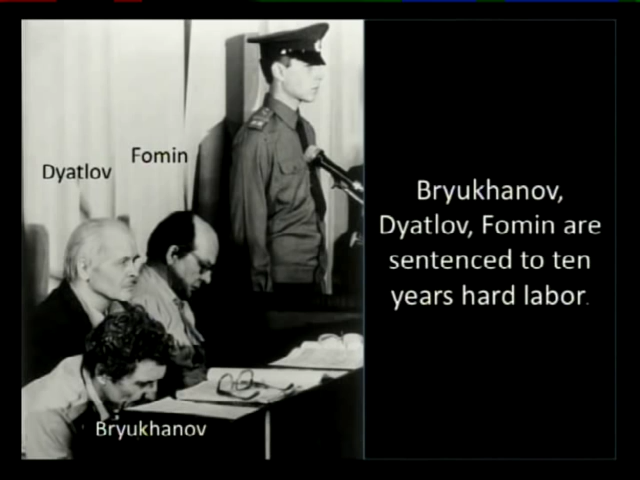 Dyatlov
Fomin
Bryukhanov
Bryukhanov,
Dyatlov, Fomin are
sentenced to ten
years hard labor.